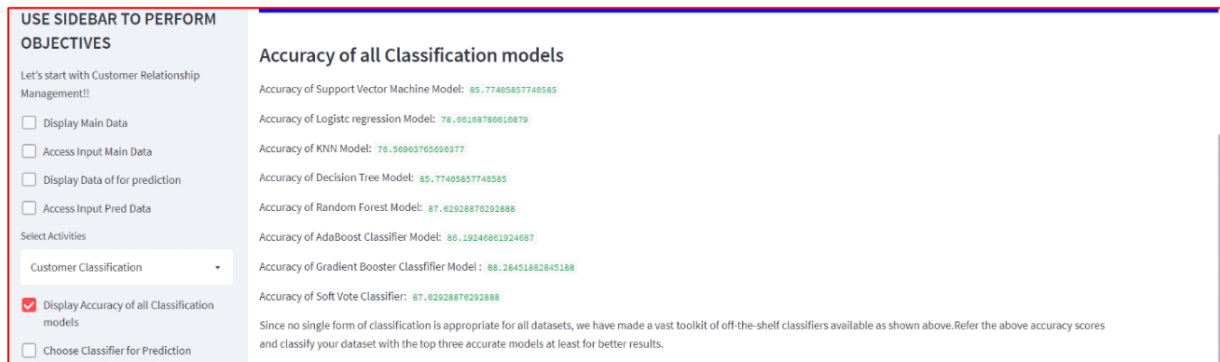 USE SIDEBAR TO PERFORM
OBJECTIVES
Let's start with Customer Relationship
Management!!
Display Main Data
Access Input Main Data
Display Data of for prediction
Access Input Pred Data
Select Activities
Customer Classification
Display Accuracy of all Classification
models
Choose Classifier for Prediction
Accuracy of all Classification models
Accuracy of Support Vector Machine Model: 85.77405857740585
Accuracy of Logistc regression Model: 78.66108786610879
Accuracy of KNN Model: 76.56903765690377
Accuracy of Decision Tree Model: 85.77405857740585
Accuracy of Random Forest Model: 87.02928870292888
Accuracy of AdaBoost Classifier Model: 86.19246861924687
Accuracy of Gradient Booster Classfifier Model : 88.28451882845188
Accuracy of Soft Vote Classifier: 87.02928870292888
Since no single form of classification is appropriate for all datasets, we have made a vast toolkit of off-the-shelf classifiers available as shown above.Refer the above accuracy scores
and classify your dataset with the top three accurate models at least for better results.